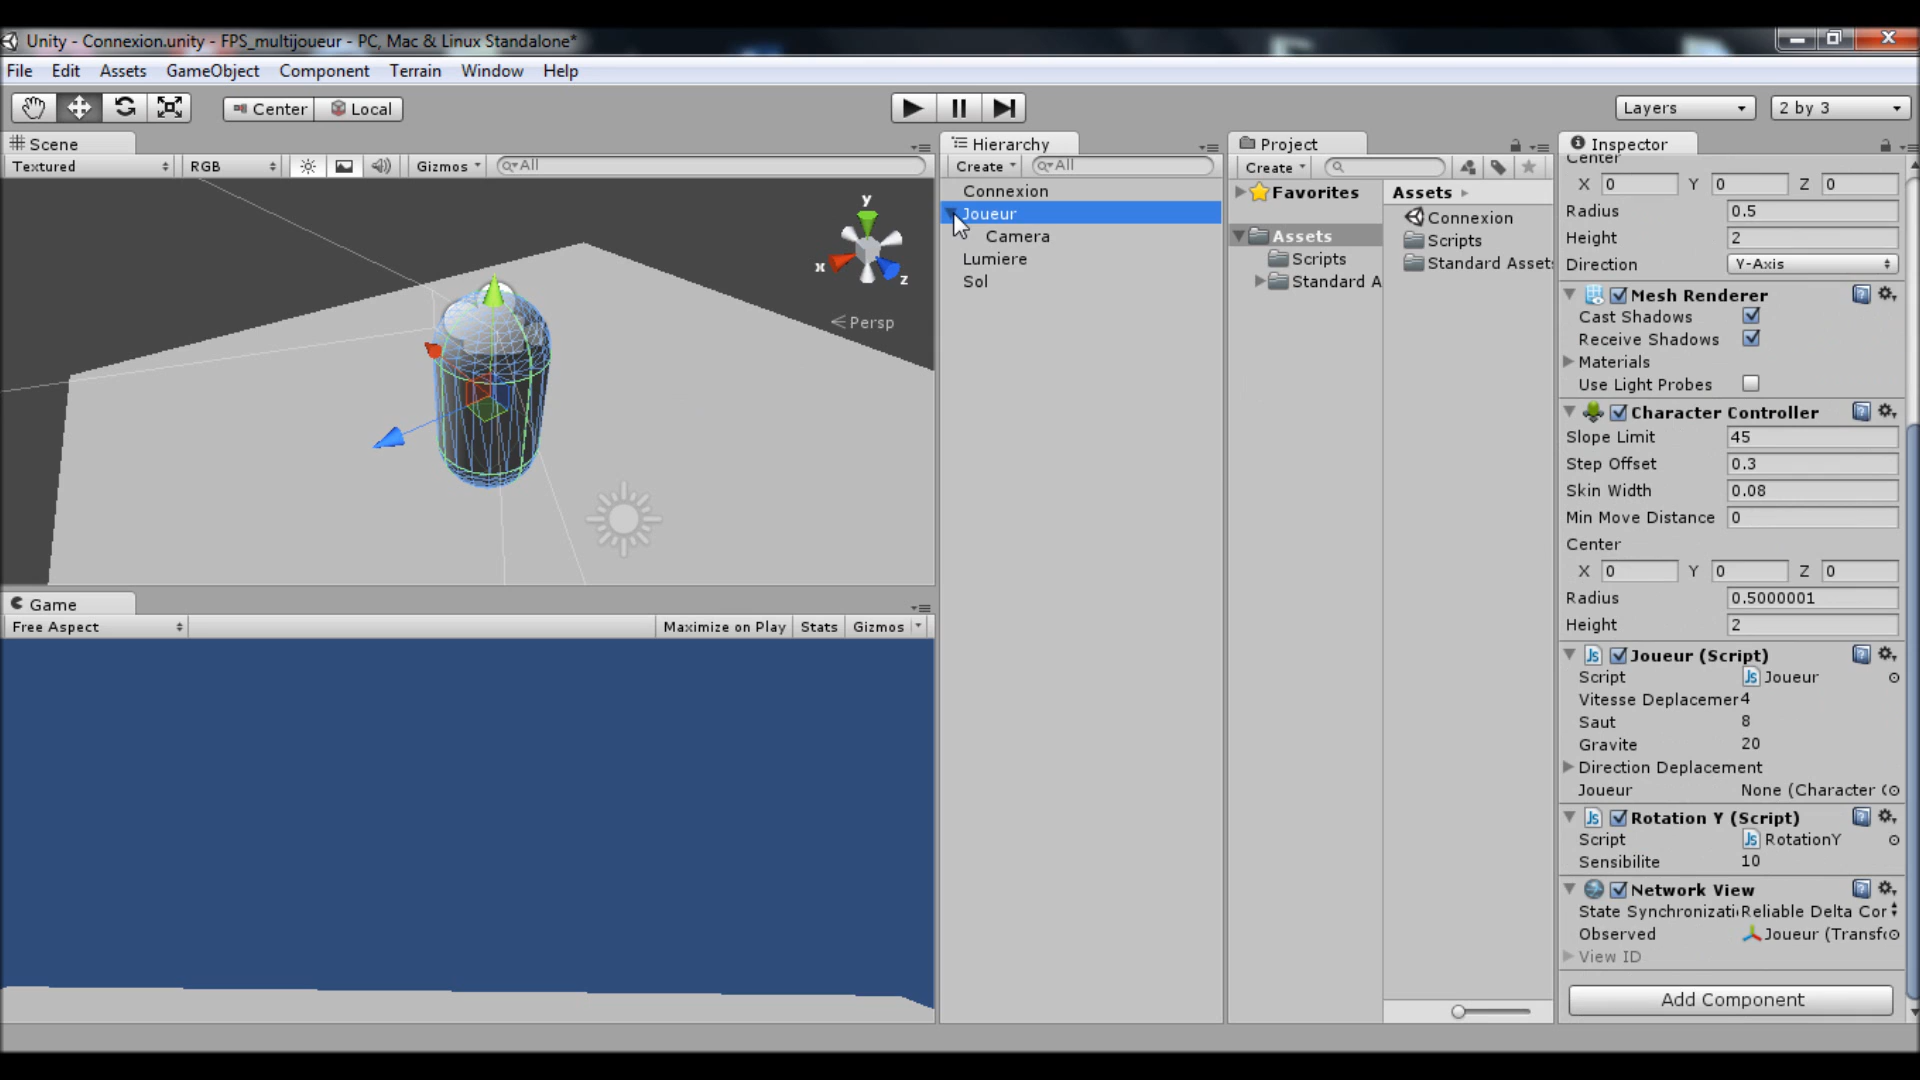 Unity - Connexion.unity - FPS_multijoueur - PC, Mac & Linux Standalone*
File Edit Assets GameObject Component Terrain Window Help
Center Local
Layers
2 by 3
Scene
Textured RGB Gizmos All
y
x
z
Persp
Game
Free Aspect Maximize on Play Stats Gizmos
Hierarchy
Create All
Connexion
Joueur
Camera
Lumiere
Sol
Project
Create
Favorites
Assets
Scripts
Standard A
Assets
Connexion
Scripts
Standard Asset
Inspector
Center
X 0 Y 0 Z 0
Radius 0.5
Height 2
Direction Y-Axis
Mesh Renderer
Cast Shadows
Receive Shadows
Materials
Use Light Probes
Character Controller
Slope Limit 45
Step Offset 0.3
Skin Width 0.08
Min Move Distance 0
Center
X 0 Y 0 Z 0
Radius 0.5000001
Height 2
Js Joueur (Script)
Script Js Joueur
Vitesse Deplacemer 4
Saut 8
Gravite 20
Direction Deplacement
Joueur None (Character (
Js Rotation Y (Script)
Script Js RotationY
Sensibilite 10
Network View
State Synchronizati Reliable Delta Cor
Observed Joueur (Transf
View ID
Add Component